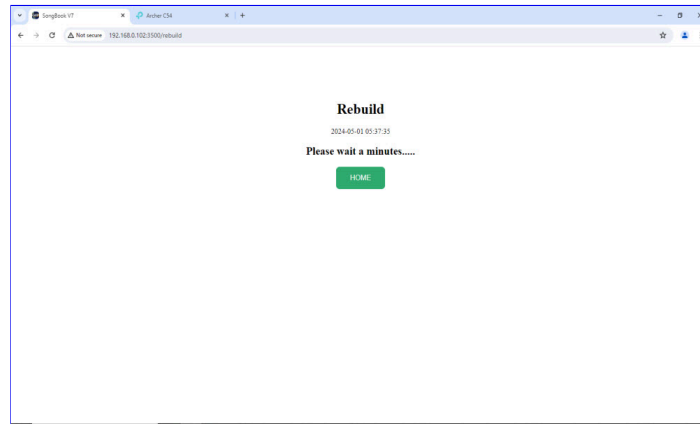 SongBook V7
Archer C54
Not secure 192.168.0.102:3500/rebuild
Rebuild
2024-05-01 05:37:35
Please wait a minutes.....
HOME